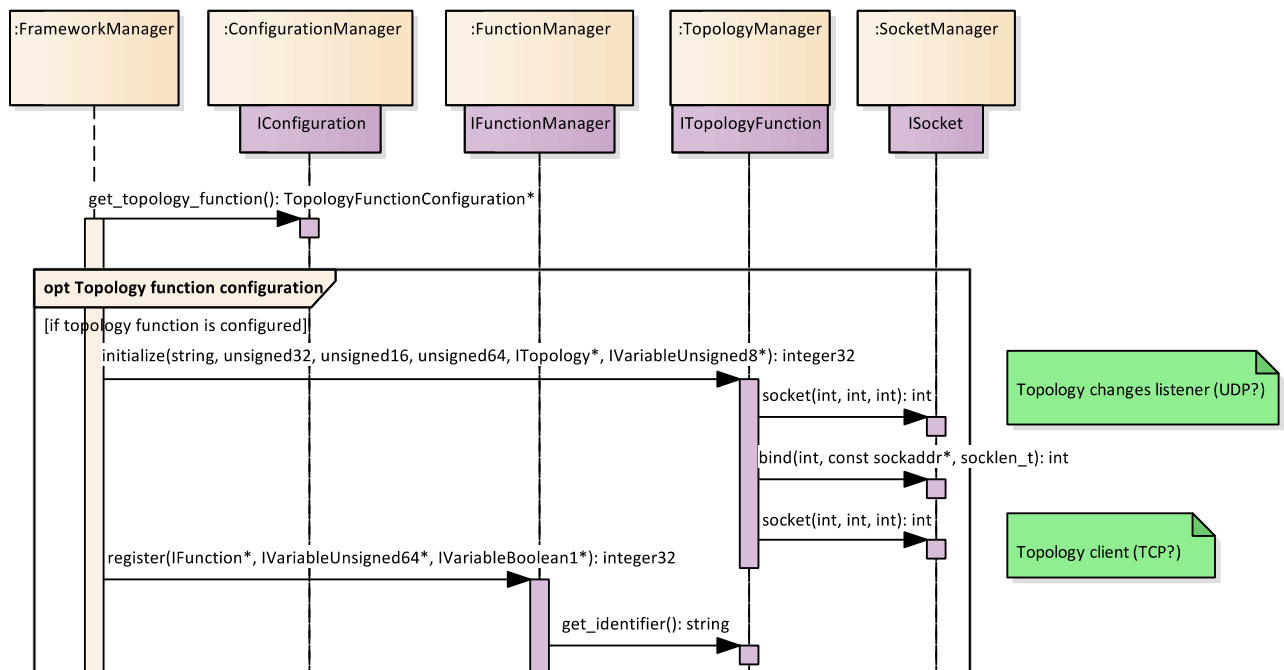 :FrameworkManager
:ConfigurationManager
:FunctionManager
:TopologyManager
:SocketManager
IConfiguration
IFunctionManager
ITopologyFunction
ISocket
get_topology_function(): TopologyFunctionConfiguration*
opt Topology function configuration
[if topology function is configured]
initialize(string, unsigned32, unsigned16, unsigned64, ITopology*, IVariableUnsigned8*): integer32
Topology changes listener (UDP?)
socket(int, int, int): int
bind(int, const sockaddr*, socklen_t): int
socket(int, int, int): int
Topology client (TCP?)
register(IFunction*, IVariableUnsigned64*, IVariableBoolean1*): integer32
get_identifier(): string